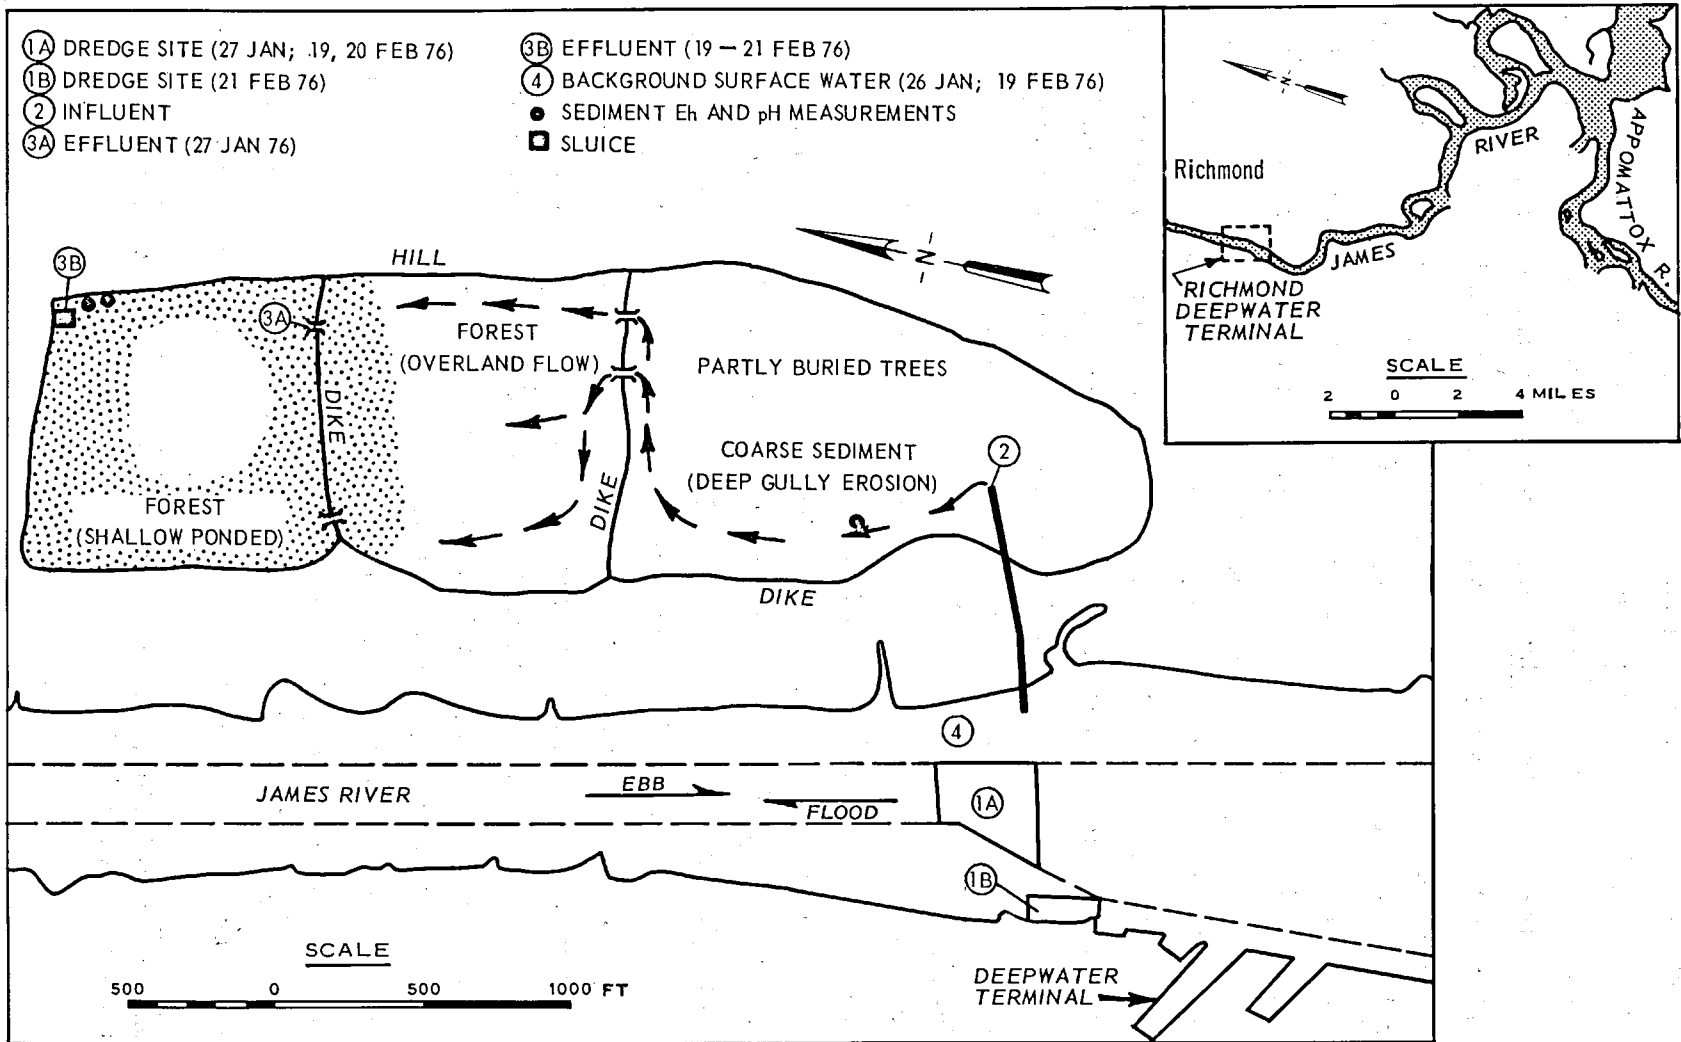 1A DREDGE SITE (27 JAN; 19, 20 FEB 76)
1B DREDGE SITE (21 FEB 76)
2 INFLUENT
3A EFFLUENT (27 JAN 76)
3B EFFLUENT (19 — 21 FEB 76)
4 BACKGROUND SURFACE WATER (26 JAN; 19 FEB 76)
SEDIMENT Eh AND pH MEASUREMENTS
SLUICE
Richmond
N
RIVER
APPOMATTOX R.
JAMES
RICHMOND
DEEPWATER
TERMINAL
SCALE
2 0 2 4 MILES
HILL
N
3B
3A
FOREST
(OVERLAND FLOW)
PARTLY BURIED TREES
DIKE
COARSE SEDIMENT
(DEEP GULLY EROSION)
2
DIKE
FOREST
(SHALLOW PONDED)
DIKE
4
JAMES RIVER
EBB
FLOOD
1A
1B
SCALE
500 0 500 1000 FT
DEEPWATER
TERMINAL